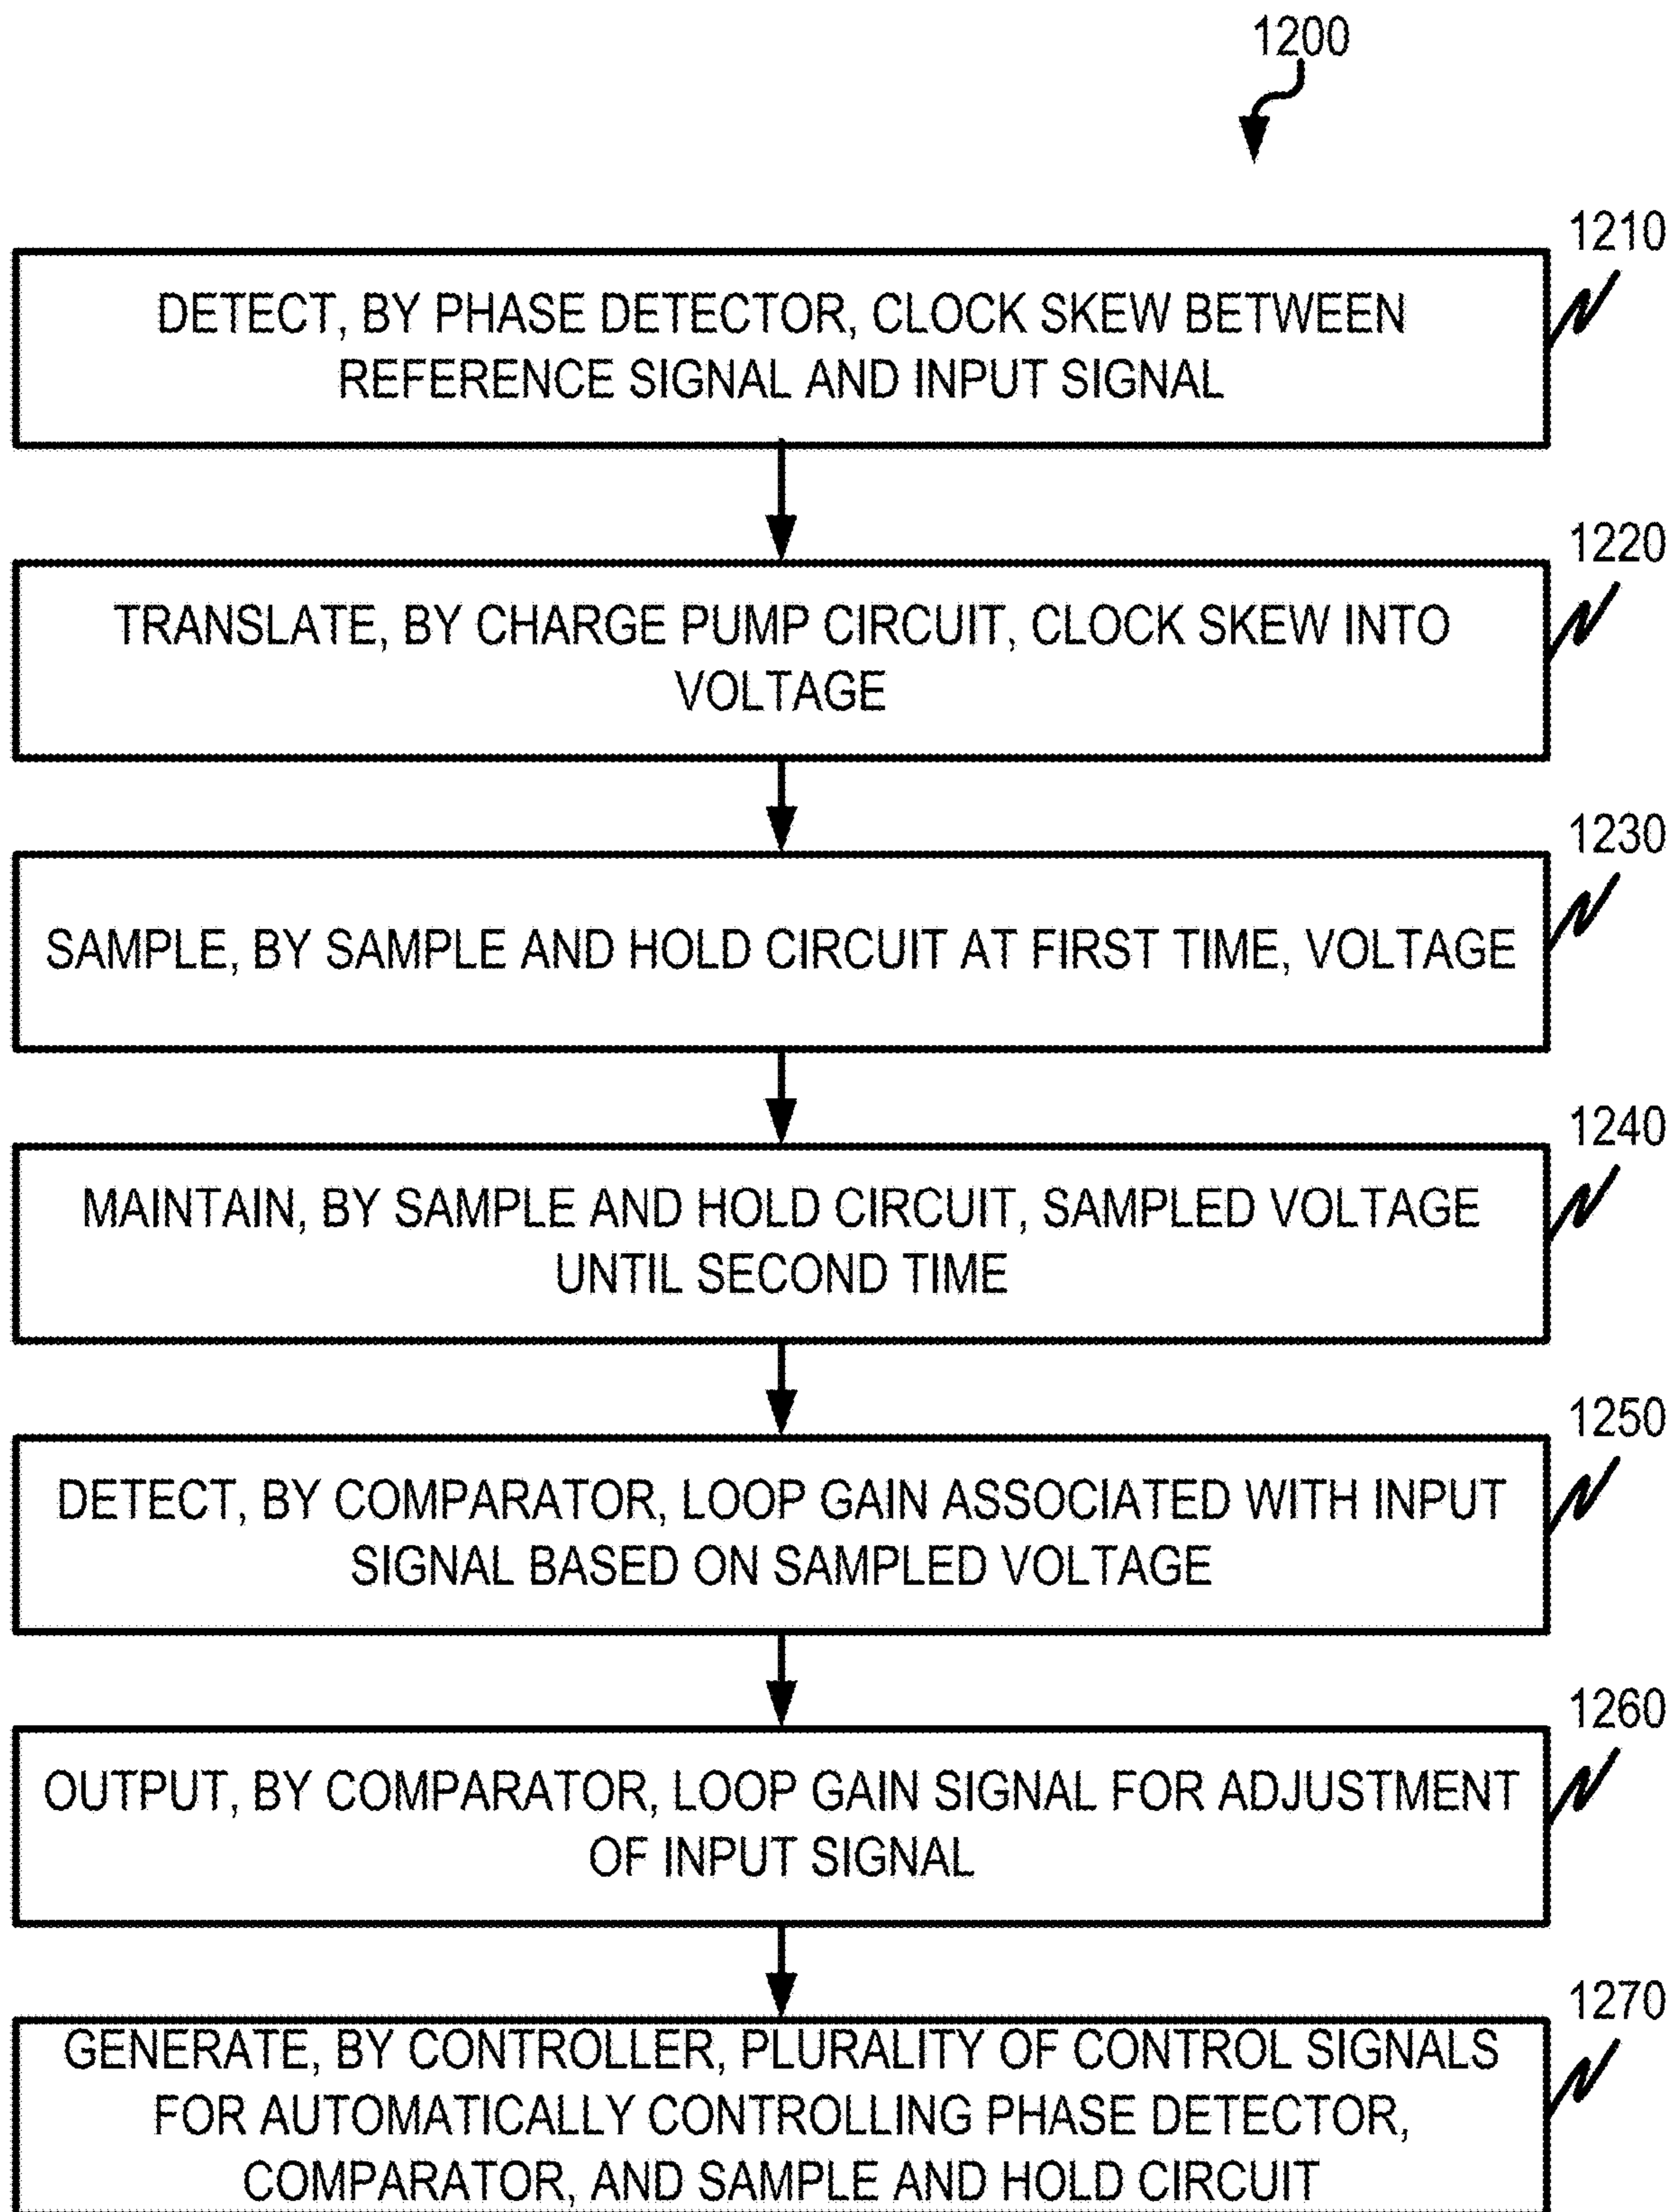 1200
1210
DETECT, BY PHASE DETECTOR, CLOCK SKEW BETWEEN
REFERENCE SIGNAL AND INPUT SIGNAL
1220
TRANSLATE, BY CHARGE PUMP CIRCUIT, CLOCK SKEW INTO
VOLTAGE
1230
SAMPLE, BY SAMPLE AND HOLD CIRCUIT AT FIRST TIME, VOLTAGE
1240
MAINTAIN, BY SAMPLE AND HOLD CIRCUIT, SAMPLED VOLTAGE
UNTIL SECOND TIME
1250
DETECT, BY COMPARATOR, LOOP GAIN ASSOCIATED WITH INPUT
SIGNAL BASED ON SAMPLED VOLTAGE
1260
OUTPUT, BY COMPARATOR, LOOP GAIN SIGNAL FOR ADJUSTMENT
OF INPUT SIGNAL
1270
GENERATE, BY CONTROLLER, PLURALITY OF CONTROL SIGNALS
FOR AUTOMATICALLY CONTROLLING PHASE DETECTOR,
COMPARATOR, AND SAMPLE AND HOLD CIRCUIT